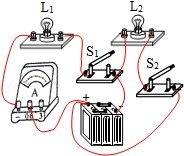 L₁
L₂
S₁
S₂
A
+
-